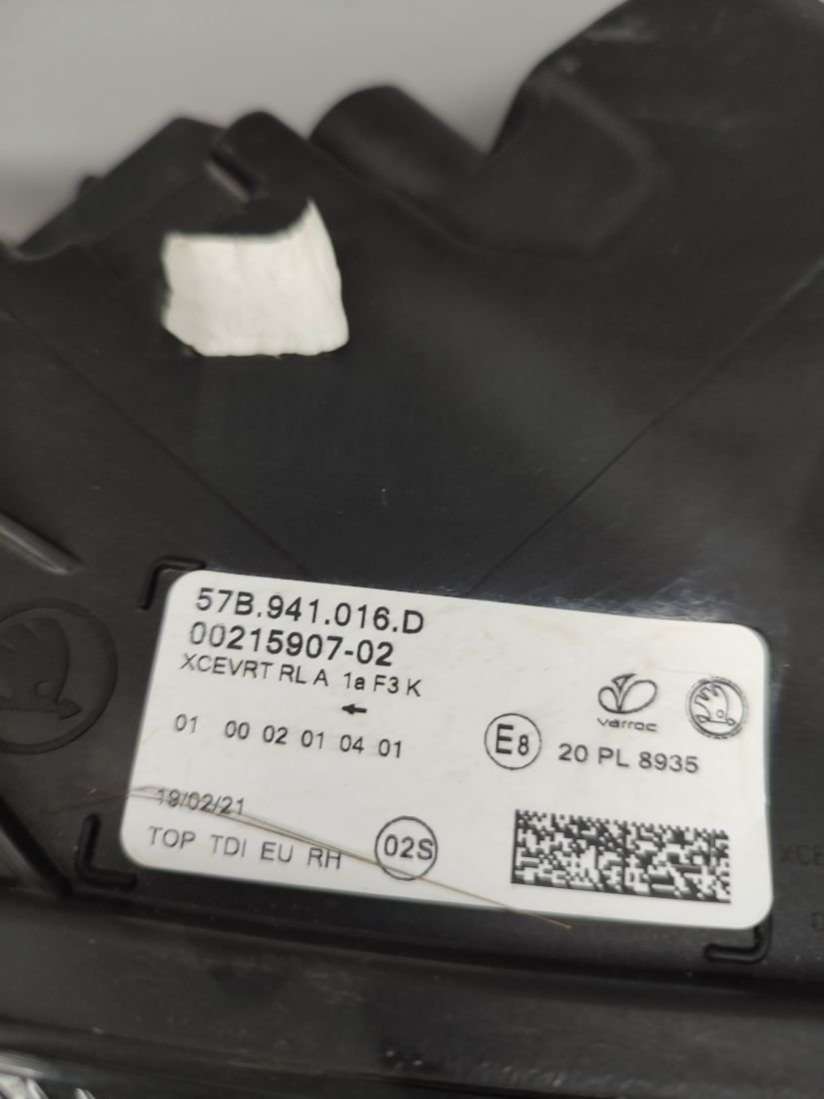 57B.941.016.D
00215907-02
XCEVRT RL A 1a F3 K
01 00 02 01 04 01
varroc
E8 20 PL 8935
19/02/21
TOP TDI EU RH 02S